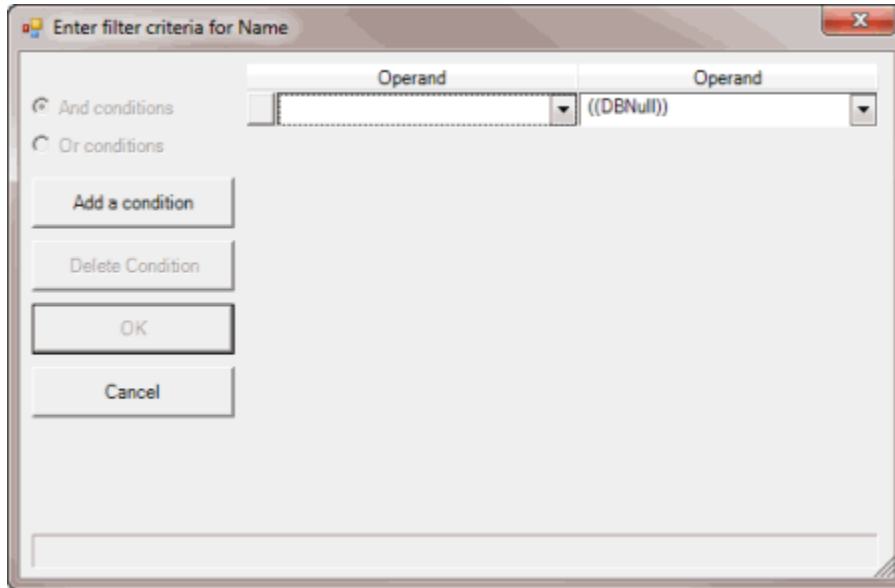 Enter filter criteria for Name
Operand Operand
And conditions
((DBNull))
Or conditions
Add a condition
Delete Condition
OK
Cancel